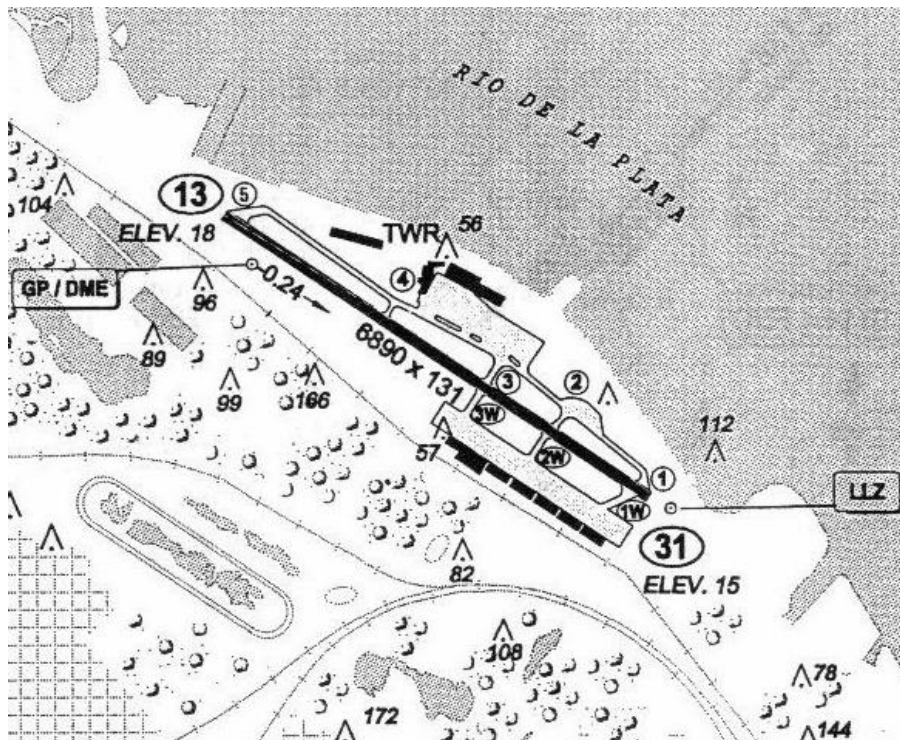 RIO DE LA PLATA
104
13
5
ELEV. 18
TWR
56
GP / DME
4
-0.24
96
89
6890 x 131
99
166
3
2
3W
57
112
2W
1
LLZ
1W
31
ELEV. 15
82
108
78
172
144